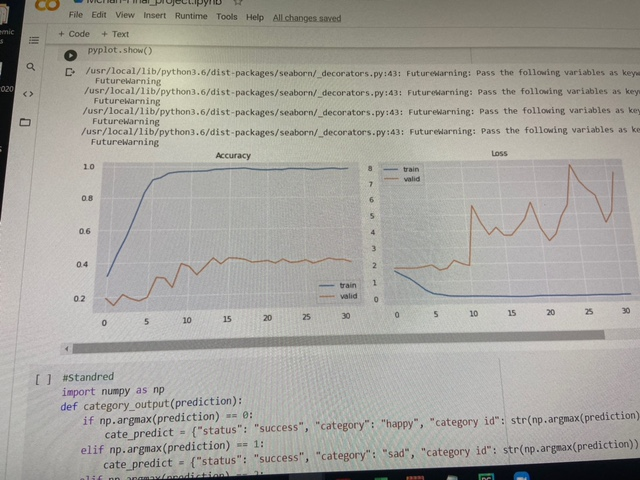 File Edit View Insert Runtime Tools Help All changes saved
+ Code + Text
pyplot.show()
/usr/local/lib/python3.6/dist-packages/seaborn/_decorators.py:43: FutureWarning: Pass the following variables as
FutureWarning
/usr/local/lib/python3.6/dist-packages/seaborn/_decorators.py:43: FutureWarning: Pass the following variables as
FutureWarning
/usr/local/lib/python3.6/dist-packages/seaborn/_decorators.py:43: FutureWarning: Pass the following variables as
FutureWarning
/usr/local/lib/python3.6/dist-packages/seaborn/_decorators.py:43: FutureWarning: Pass the following variables as
FutureWarning
Accuracy
1.0
0.8
0.6
0.4
0.2
train
valid
0 5 10 15 20 25 30
Loss
8
7
6
5
4
3
2
1
0
train
valid
0 5 10 15 20 25 30
[ ] #Standred
import numpy as np
def category_output(prediction):
if np.argmax(prediction) == 0:
cate_predict = {"status": "success", "category": "happy", "category id": str(np.argmax(prediction)
elif np.argmax(prediction) == 1:
cate_predict = {"status": "success", "category": "sad", "category id": str(np.argmax(prediction))